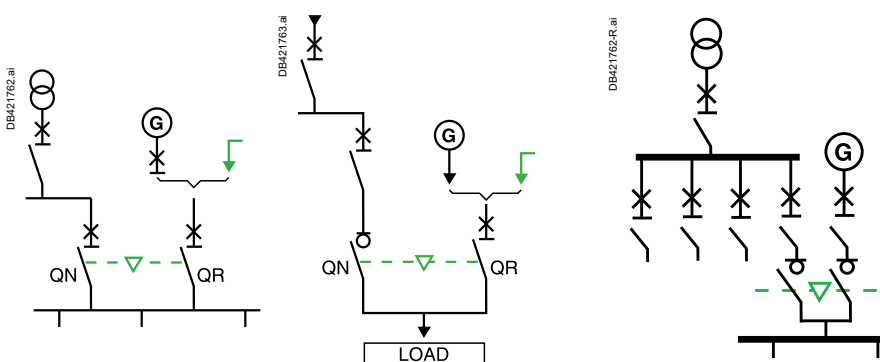 DB421762.ai
G
QN
QR
DB421763.ai
G
QN
QR
LOAD
DB421762-R.ai
G